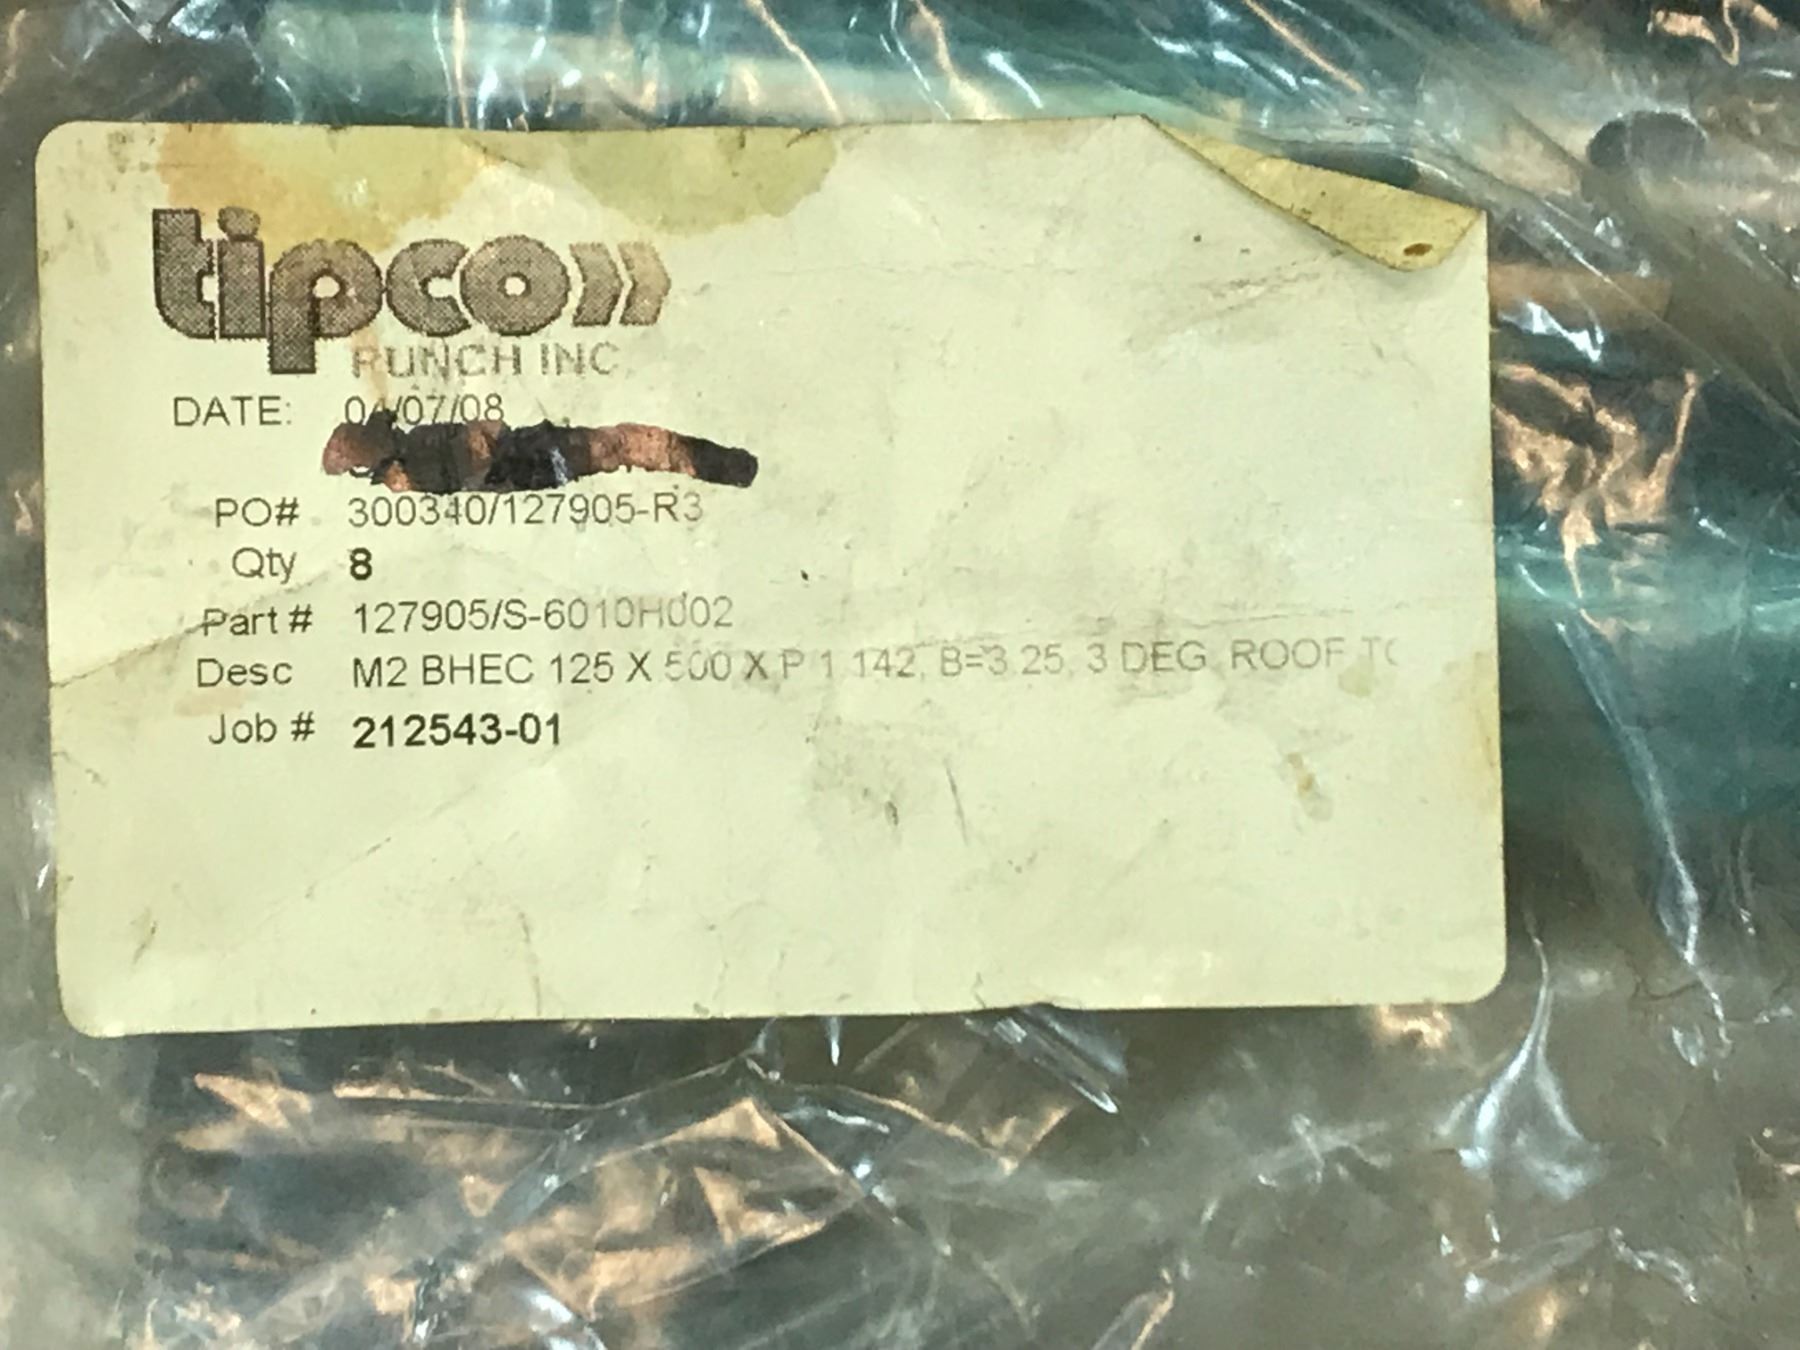 tipco
PUNCH INC
DATE: 04/07/08
PO# 300340/127905-R3
Qty 8
Part # 127905/S-6010H002
Desc M2 BHEC 125 X 500 X P 1.142, B=3.25, 3 DEG. ROOF
Job # 212543-01